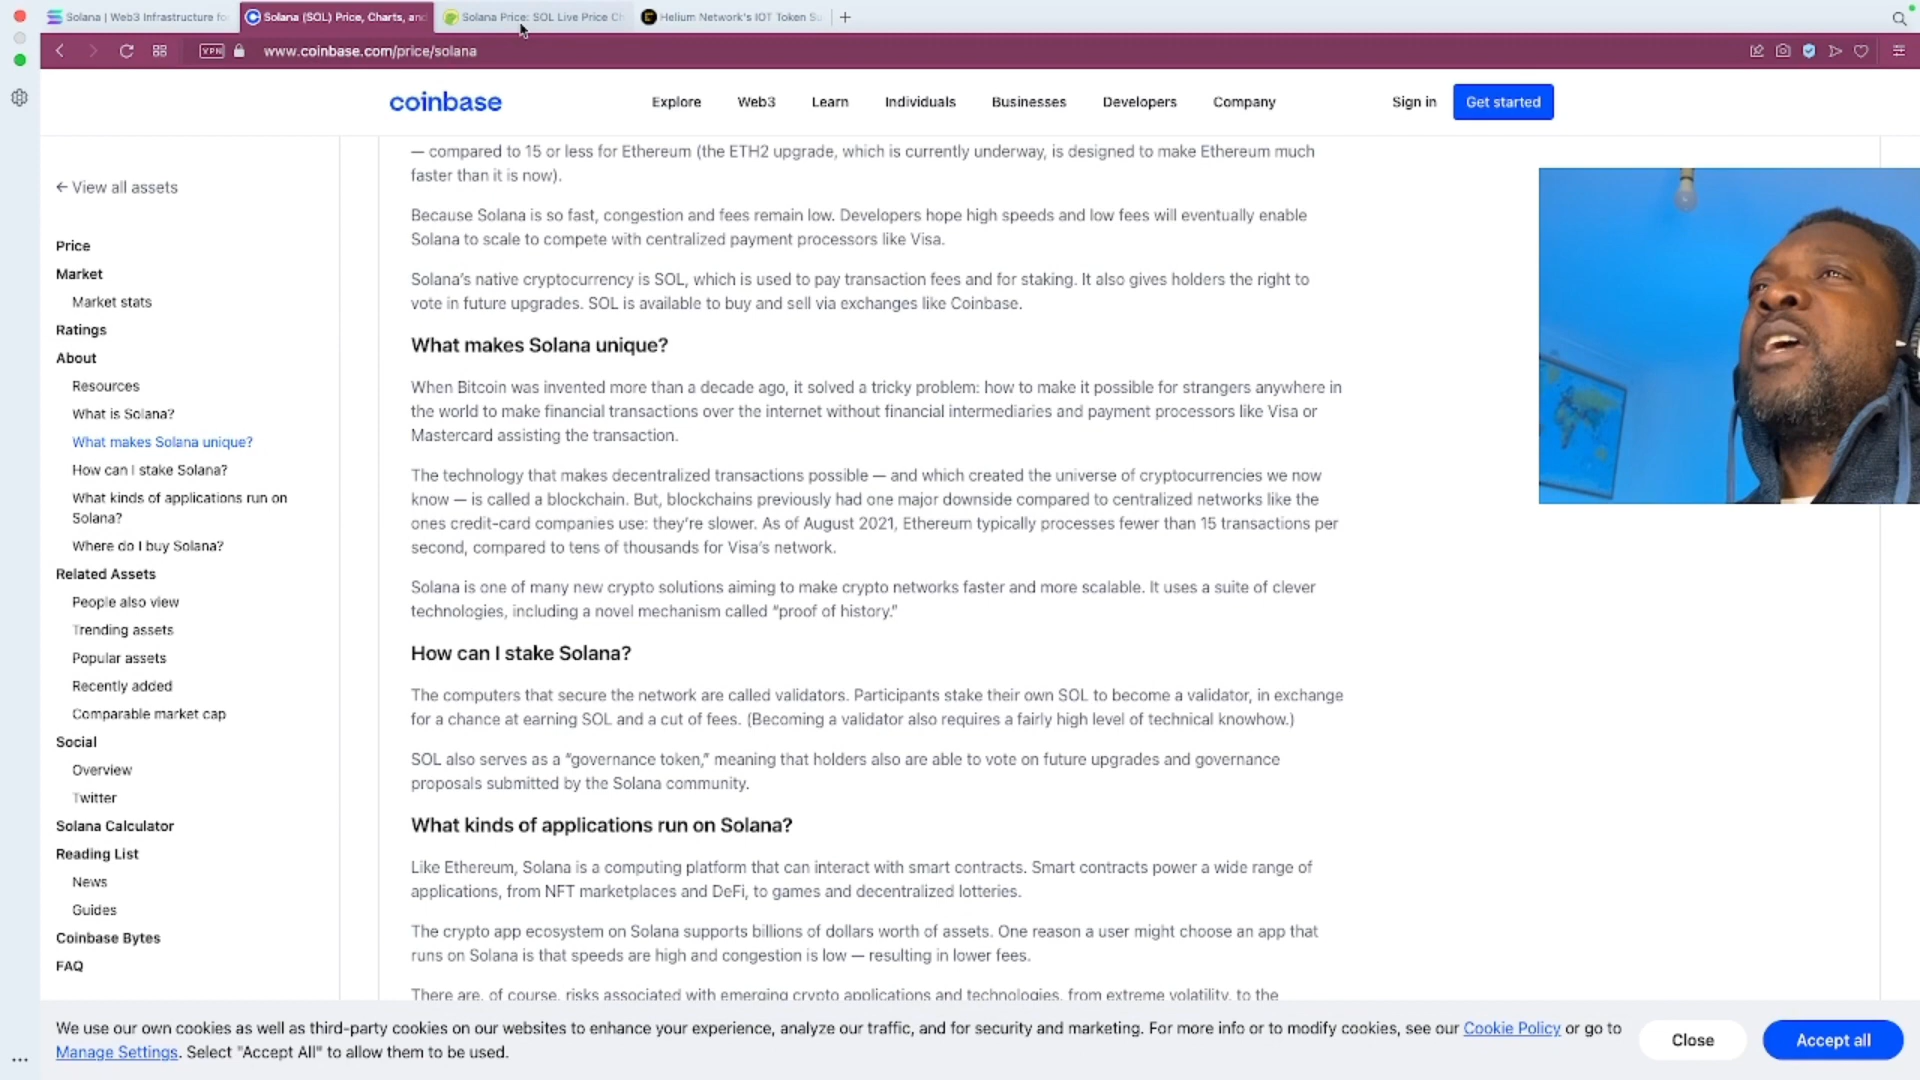 Solana | Web3 Infrastructure for
Solana (SOL) Price, Charts, an
Solana Price: SOL Live Price Ch
Helium Network's IOT Token Su
VPN
www.coinbase.com/price/solana
coinbase
Explore
Web3
Learn
Individuals
Businesses
Developers
Company
Sign in
Get started
← View all assets
Price
Market
Market stats
Ratings
About
Resources
What is Solana?
What makes Solana unique?
How can I stake Solana?
What kinds of applications run on
Solana?
Where do I buy Solana?
Related Assets
People also view
Trending assets
Popular assets
Recently added
Comparable market cap
Social
Overview
Twitter
Solana Calculator
Reading List
News
Guides
Coinbase Bytes
FAQ
— compared to 15 or less for Ethereum (the ETH2 upgrade, which is currently underway, is designed to make Ethereum much
faster than it is now).
Because Solana is so fast, congestion and fees remain low. Developers hope high speeds and low fees will eventually enable
Solana to scale to compete with centralized payment processors like Visa.
Solana's native cryptocurrency is SOL, which is used to pay transaction fees and for staking. It also gives holders the right to
vote in future upgrades. SOL is available to buy and sell via exchanges like Coinbase.
What makes Solana unique?
When Bitcoin was invented more than a decade ago, it solved a tricky problem: how to make it possible for strangers anywhere in
the world to make financial transactions over the internet without financial intermediaries and payment processors like Visa or
Mastercard assisting the transaction.
The technology that makes decentralized transactions possible — and which created the universe of cryptocurrencies we now
know — is called a blockchain. But, blockchains previously had one major downside compared to centralized networks like the
ones credit-card companies use: they're slower. As of August 2021, Ethereum typically processes fewer than 15 transactions per
second, compared to tens of thousands for Visa's network.
Solana is one of many new crypto solutions aiming to make crypto networks faster and more scalable. It uses a suite of clever
technologies, including a novel mechanism called “proof of history.”
How can I stake Solana?
The computers that secure the network are called validators. Participants stake their own SOL to become a validator, in exchange
for a chance at earning SOL and a cut of fees. (Becoming a validator also requires a fairly high level of technical knowhow.)
SOL also serves as a “governance token,” meaning that holders also are able to vote on future upgrades and governance
proposals submitted by the Solana community.
What kinds of applications run on Solana?
Like Ethereum, Solana is a computing platform that can interact with smart contracts. Smart contracts power a wide range of
applications, from NFT marketplaces and DeFi, to games and decentralized lotteries.
The crypto app ecosystem on Solana supports billions of dollars worth of assets. One reason a user might choose an app that
runs on Solana is that speeds are high and congestion is low — resulting in lower fees.
There are, of course, risks associated with emerging crypto applications and technologies, from extreme volatility, to the
We use our own cookies as well as third-party cookies on our websites to enhance your experience, analyze our traffic, and for security and marketing. For more info or to modify cookies, see our Cookie Policy or go to
Manage Settings. Select "Accept All" to allow them to be used.
Close
Accept all